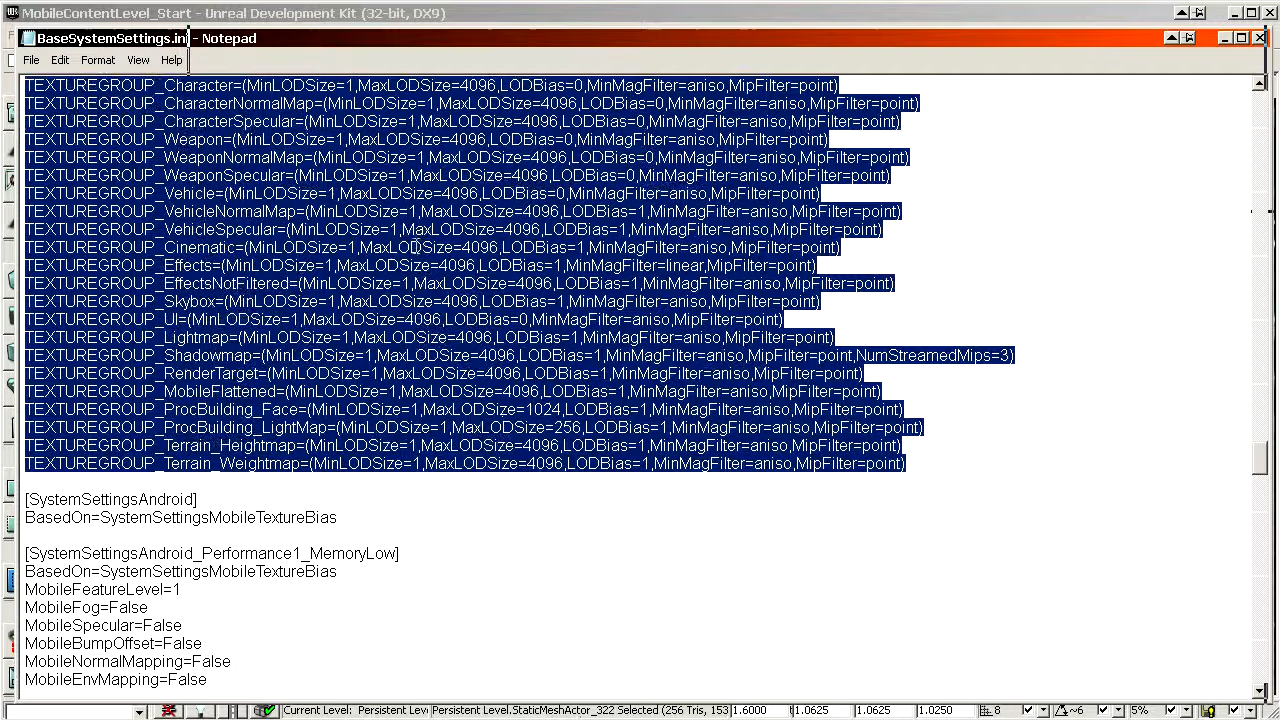 MobileContentLevel_Start - Unreal Development Kit (32-bit, DX9)
BaseSystemSettings.ini - Notepad
File Edit Format View Help
TEXTUREGROUP_Character=(MinLODSize=1,MaxLODSize=4096,LODBias=0,MinMagFilter=aniso,MipFilter=point)
TEXTUREGROUP_CharacterNormalMap=(MinLODSize=1,MaxLODSize=4096,LODBias=0,MinMagFilter=aniso,MipFilter=point)
TEXTUREGROUP_CharacterSpecular=(MinLODSize=1,MaxLODSize=4096,LODBias=0,MinMagFilter=aniso,MipFilter=point)
TEXTUREGROUP_Weapon=(MinLODSize=1,MaxLODSize=4096,LODBias=0,MinMagFilter=aniso,MipFilter=point)
TEXTUREGROUP_WeaponNormalMap=(MinLODSize=1,MaxLODSize=4096,LODBias=0,MinMagFilter=aniso,MipFilter=point)
TEXTUREGROUP_WeaponSpecular=(MinLODSize=1,MaxLODSize=4096,LODBias=0,MinMagFilter=aniso,MipFilter=point)
TEXTUREGROUP_Vehicle=(MinLODSize=1,MaxLODSize=4096,LODBias=0,MinMagFilter=aniso,MipFilter=point)
TEXTUREGROUP_VehicleNormalMap=(MinLODSize=1,MaxLODSize=4096,LODBias=1,MinMagFilter=aniso,MipFilter=point)
TEXTUREGROUP_VehicleSpecular=(MinLODSize=1,MaxLODSize=4096,LODBias=1,MinMagFilter=aniso,MipFilter=point)
TEXTUREGROUP_Cinematic=(MinLODSize=1,MaxLODSize=4096,LODBias=1,MinMagFilter=aniso,MipFilter=point)
TEXTUREGROUP_Effects=(MinLODSize=1,MaxLODSize=4096,LODBias=1,MinMagFilter=linear,MipFilter=point)
TEXTUREGROUP_EffectsNotFiltered=(MinLODSize=1,MaxLODSize=4096,LODBias=1,MinMagFilter=aniso,MipFilter=point)
TEXTUREGROUP_Skybox=(MinLODSize=1,MaxLODSize=4096,LODBias=1,MinMagFilter=aniso,MipFilter=point)
TEXTUREGROUP_UI=(MinLODSize=1,MaxLODSize=4096,LODBias=0,MinMagFilter=aniso,MipFilter=point)
TEXTUREGROUP_Lightmap=(MinLODSize=1,MaxLODSize=4096,LODBias=1,MinMagFilter=aniso,MipFilter=point)
TEXTUREGROUP_Shadowmap=(MinLODSize=1,MaxLODSize=4096,LODBias=1,MinMagFilter=aniso,MipFilter=point,NumStreamedMips=3)
TEXTUREGROUP_RenderTarget=(MinLODSize=1,MaxLODSize=4096,LODBias=1,MinMagFilter=aniso,MipFilter=point)
TEXTUREGROUP_MobileFlattened=(MinLODSize=1,MaxLODSize=4096,LODBias=1,MinMagFilter=aniso,MipFilter=point)
TEXTUREGROUP_ProcBuilding_Face=(MinLODSize=1,MaxLODSize=1024,LODBias=1,MinMagFilter=aniso,MipFilter=point)
TEXTUREGROUP_ProcBuilding_LightMap=(MinLODSize=1,MaxLODSize=256,LODBias=1,MinMagFilter=aniso,MipFilter=point)
TEXTUREGROUP_Terrain_Heightmap=(MinLODSize=1,MaxLODSize=4096,LODBias=1,MinMagFilter=aniso,MipFilter=point)
TEXTUREGROUP_Terrain_Weightmap=(MinLODSize=1,MaxLODSize=4096,LODBias=1,MinMagFilter=aniso,MipFilter=point)
[SystemSettingsAndroid]
BasedOn=SystemSettingsMobileTextureBias
[SystemSettingsAndroid_Performance1_MemoryLow]
BasedOn=SystemSettingsMobileTextureBias
MobileFeatureLevel=1
MobileFog=False
MobileSpecular=False
MobileBumpOffset=False
MobileNormalMapping=False
MobileEnvMapping=False
Current Level: Persistent Level Persistent Level.StaticMeshActor_322 Selected (256 Tris, 153 1.6000 1.0625 1.0625 1.0250 8 6 5%